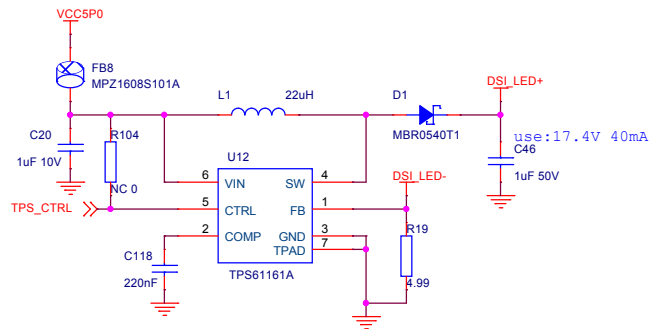 VCC5P0
FB8
MPZ1608S101A
L1 22uH D1
DSI_LED+
MBR0540T1
use:17.4V 40mA
C20 R104
C46
1uF 10V
1uF 50V
U12
DSI_LED-
NC 0
6 VIN SW 4
TPS_CTRL 5 CTRL FB 1
2 COMP GND 3
R19
TPAD 7
C118
TPS61161A
220nF
4.99